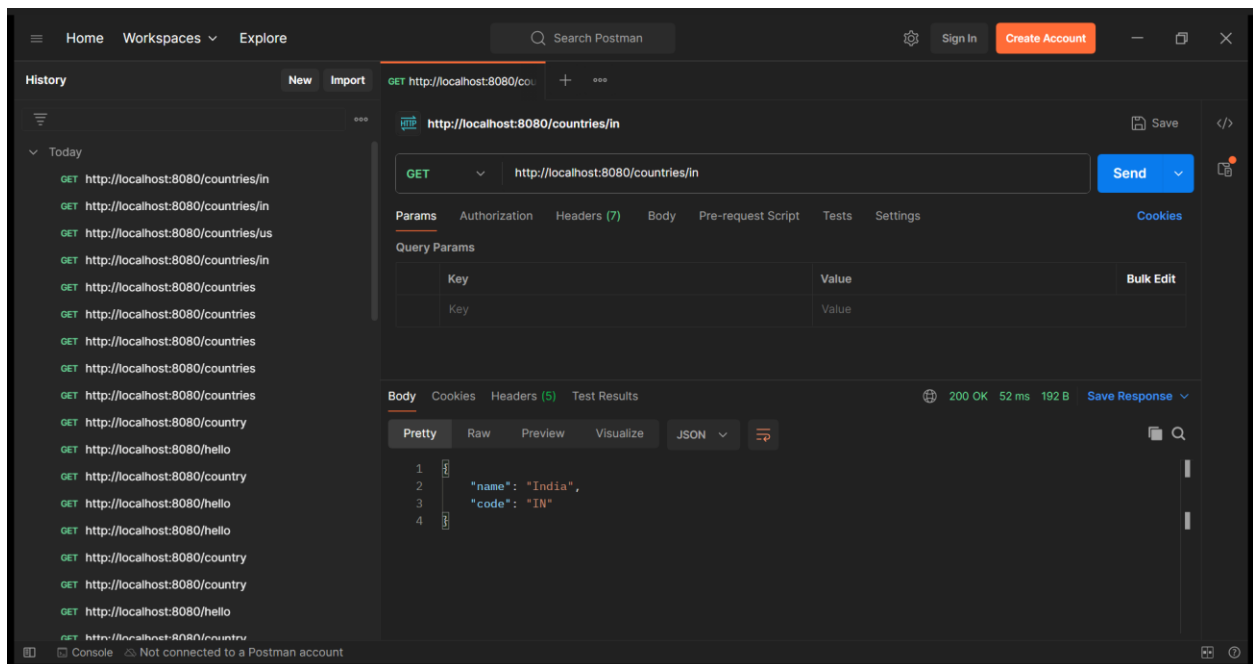 Home Workspaces Explore Search Postman Sign In Create Account
History New Import
GET http://localhost:8080/cou
HTTP http://localhost:8080/countries/in Save
Today
GET http://localhost:8080/countries/in
GET http://localhost:8080/countries/in
GET http://localhost:8080/countries/us
GET http://localhost:8080/countries/in
GET http://localhost:8080/countries
GET http://localhost:8080/countries
GET http://localhost:8080/countries
GET http://localhost:8080/countries
GET http://localhost:8080/countries
GET http://localhost:8080/country
GET http://localhost:8080/hello
GET http://localhost:8080/country
GET http://localhost:8080/hello
GET http://localhost:8080/hello
GET http://localhost:8080/country
GET http://localhost:8080/country
GET http://localhost:8080/hello
GET http://localhost:8080/country
GET http://localhost:8080/countries/in Send
Params Authorization Headers (7) Body Pre-request Script Tests Settings Cookies
Query Params
Key Value Bulk Edit
Key Value
Body Cookies Headers (5) Test Results 200 OK 52 ms 192 B Save Response
Pretty Raw Preview Visualize JSON
1 {
2 "name": "India",
3 "code": "IN"
4 }
Console Not connected to a Postman account